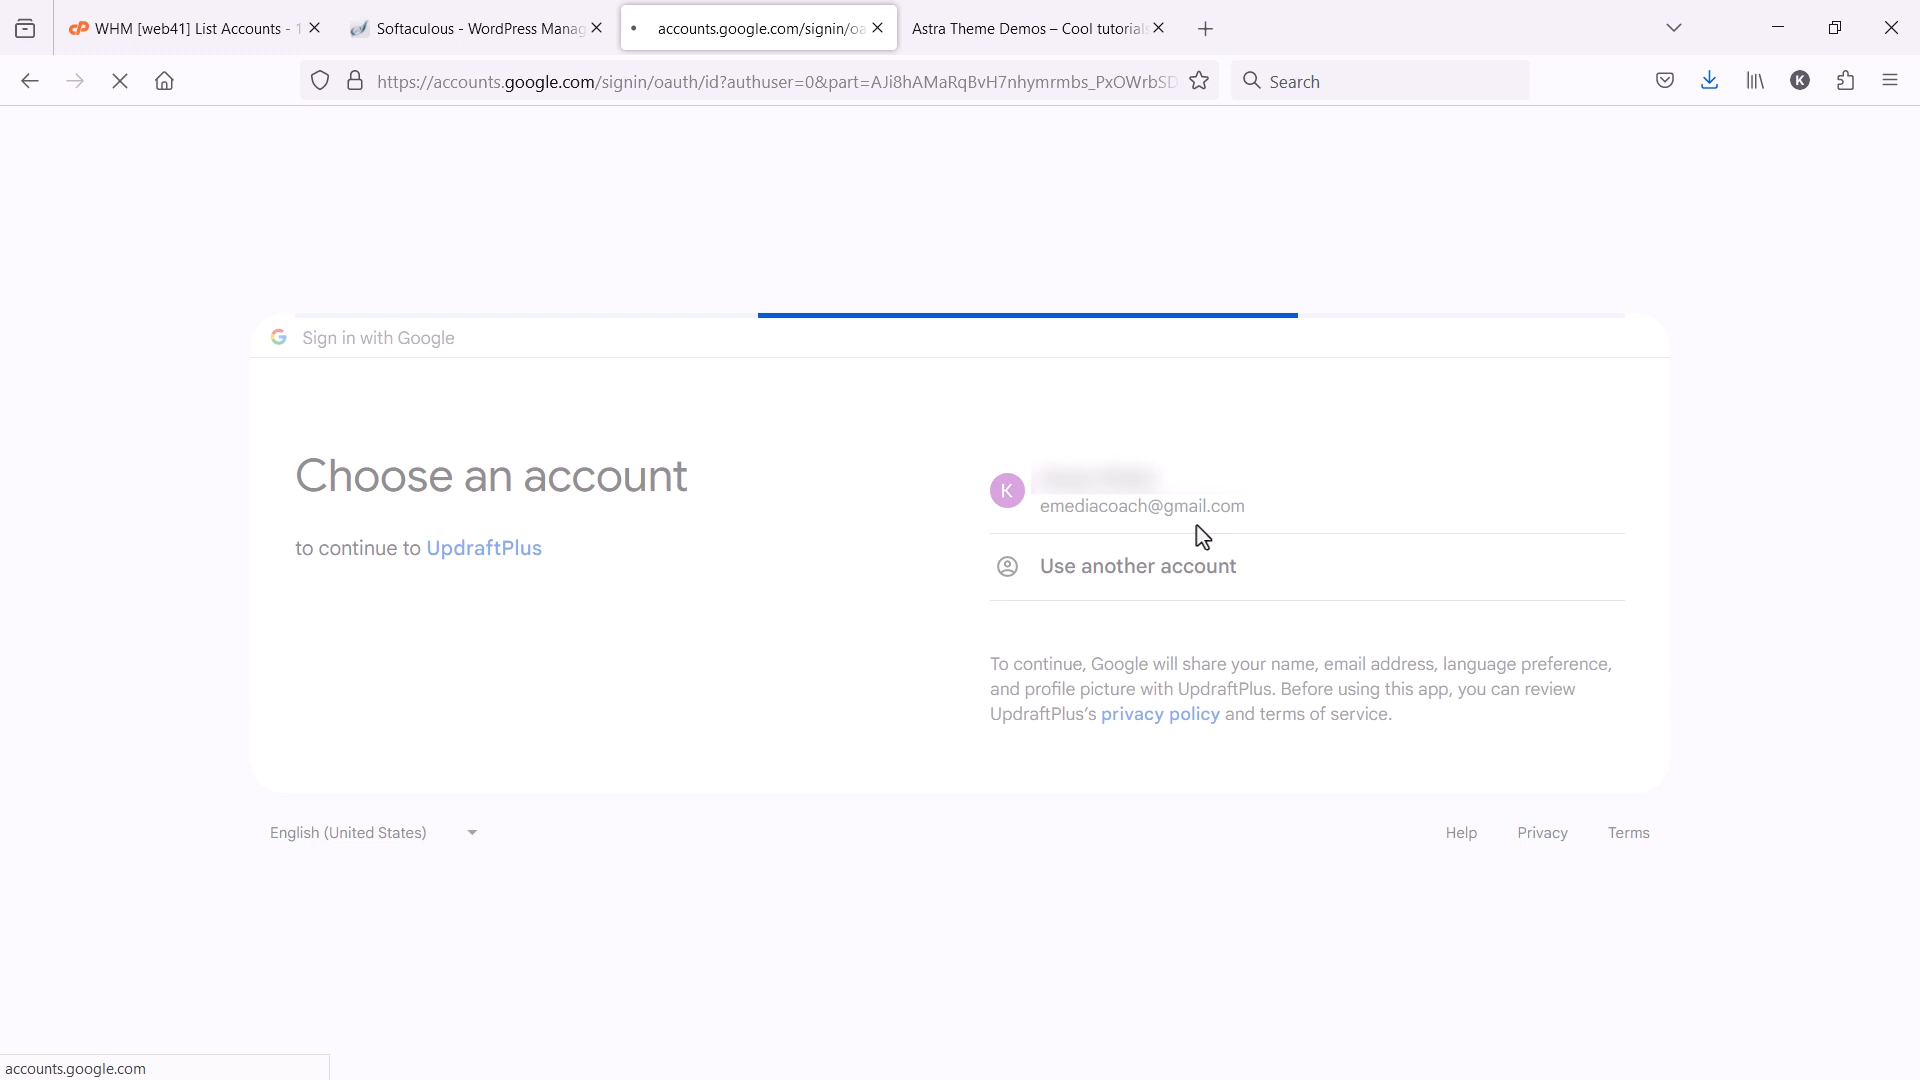 WHM [web41] List Accounts - 1
Softaculous - WordPress Manag
accounts.google.com/signin/oa
Astra Theme Demos – Cool tutorials
https://accounts.google.com/signin/oauth/id?authuser=0&part=AJi8hAMaRqBvH7nhymrmbs_PxOWrbSD
Search
K
Sign in with Google
Choose an account
to continue to UpdraftPlus
K
emediacoach@gmail.com
Use another account
To continue, Google will share your name, email address, language preference,
and profile picture with UpdraftPlus. Before using this app, you can review
UpdraftPlus's privacy policy and terms of service.
English (United States)
Help
Privacy
Terms
accounts.google.com